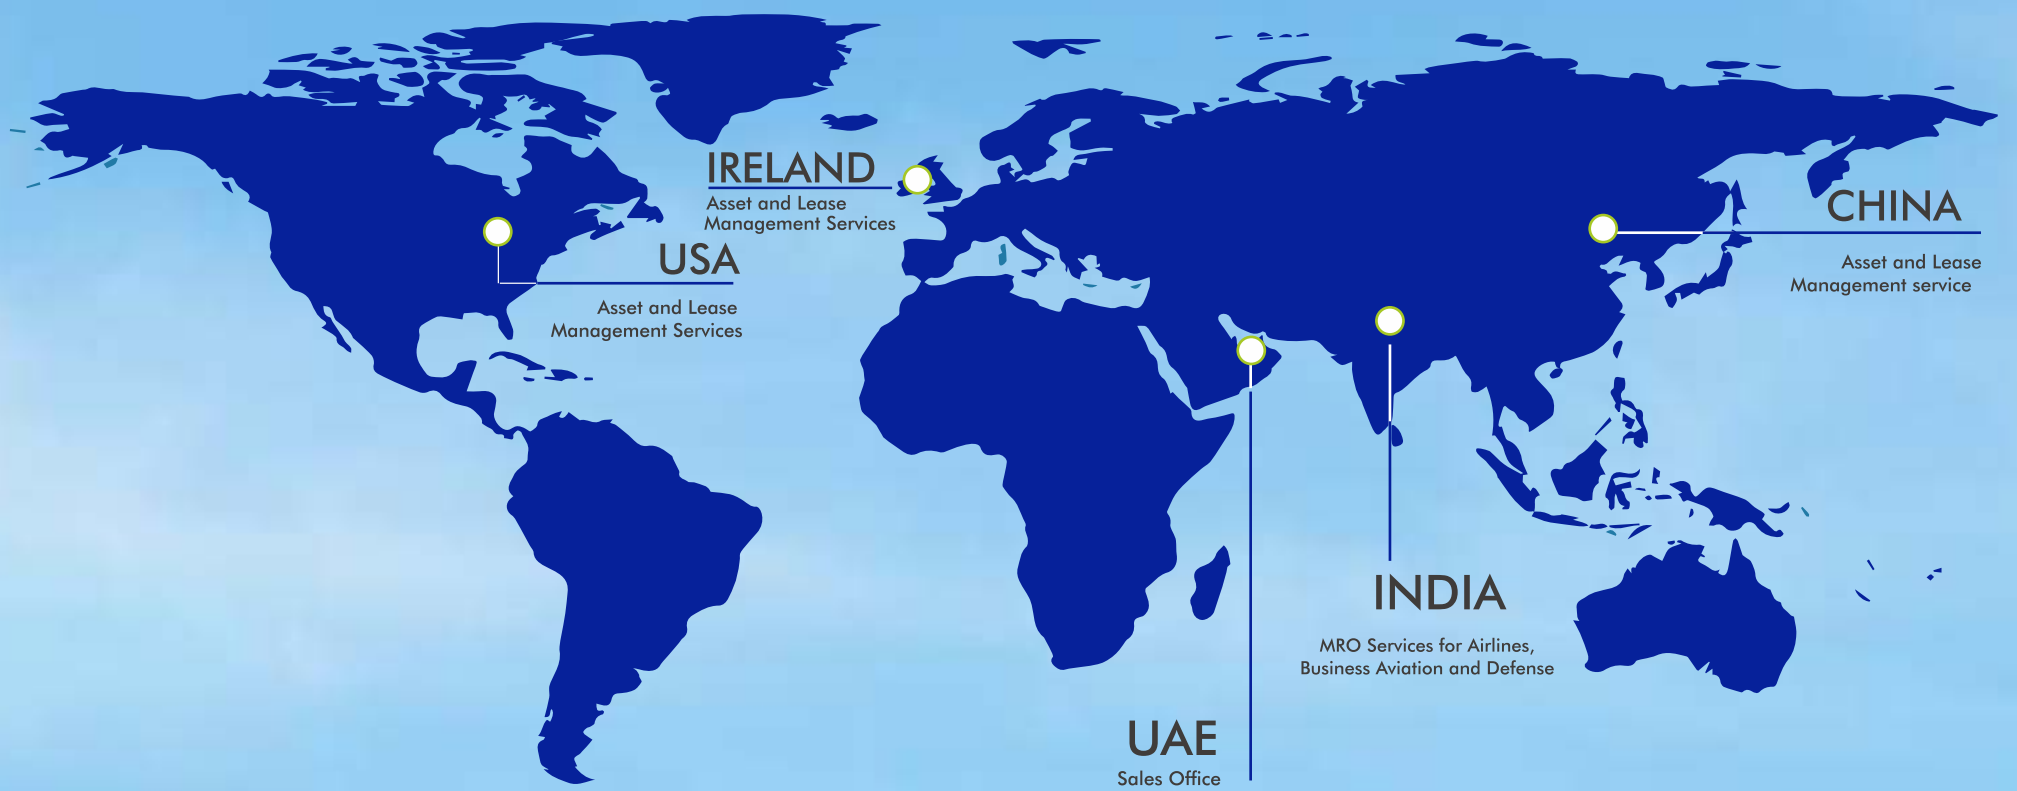 IRELAND
Asset and Lease
Management Services
USA
Asset and Lease
Management Services
CHINA
Asset and Lease
Management service
INDIA
MRO Services for Airlines,
Business Aviation and Defense
UAE
Sales Office